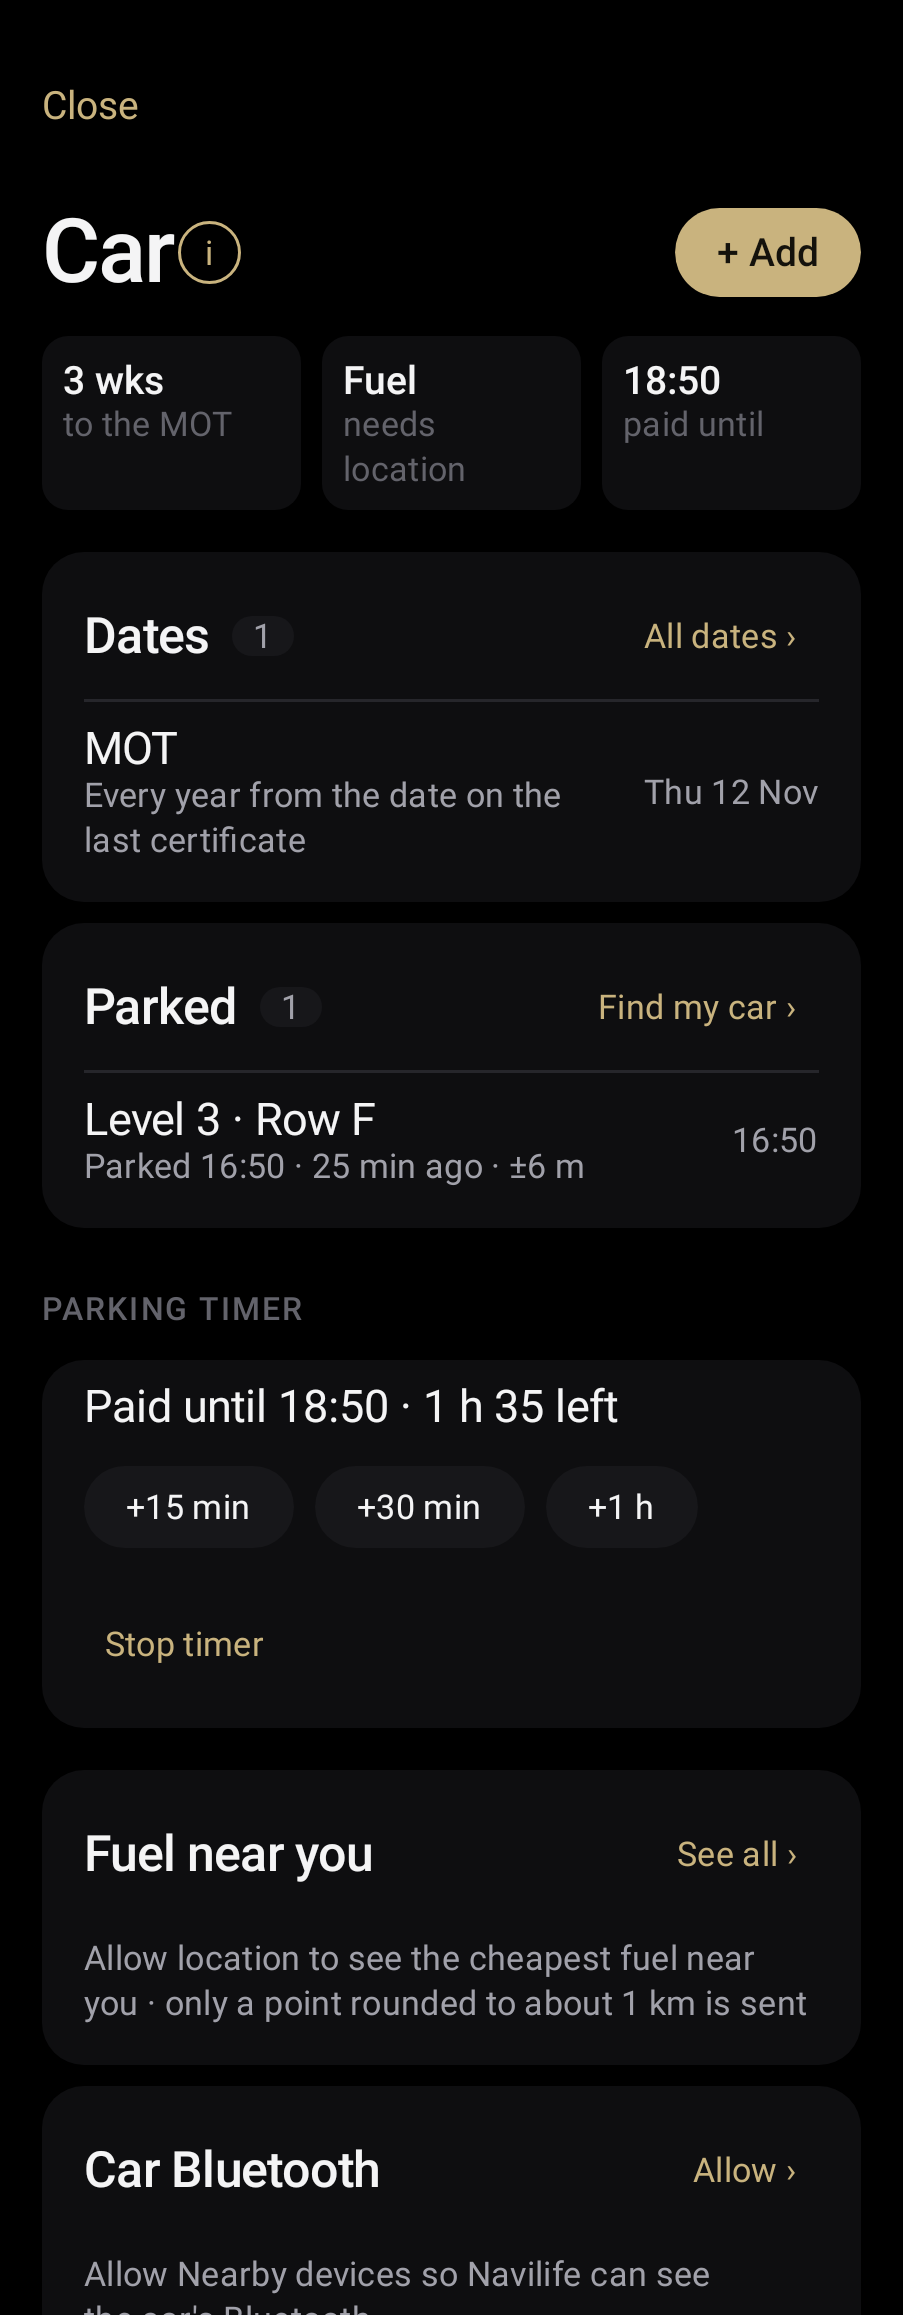 Close
Car i
+ Add
3 wks
to the MOT
Fuel
needs
location
18:50
paid until
Dates 1 All dates ›
MOT
Every year from the date on the
last certificate
Thu 12 Nov
Parked 1 Find my car ›
Level 3 · Row F
Parked 16:50 · 25 min ago · ±6 m
16:50
PARKING TIMER
Paid until 18:50 · 1 h 35 left
+15 min +30 min +1 h
Stop timer
Fuel near you See all ›
Allow location to see the cheapest fuel near
you · only a point rounded to about 1 km is sent
Car Bluetooth Allow ›
Allow Nearby devices so Navilife can see
the car's Bluetooth